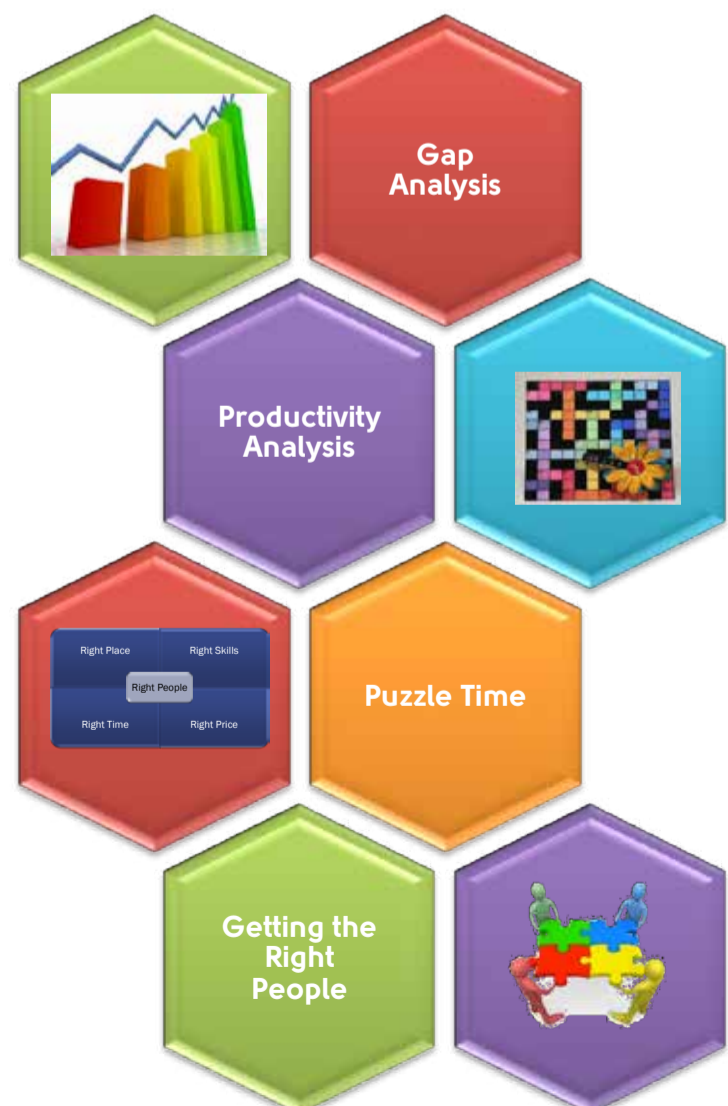 Gap
Analysis
Productivity
Analysis
Right Place
Right Skills
Right People
Right Time
Right Price
Puzzle Time
Getting the
Right
People